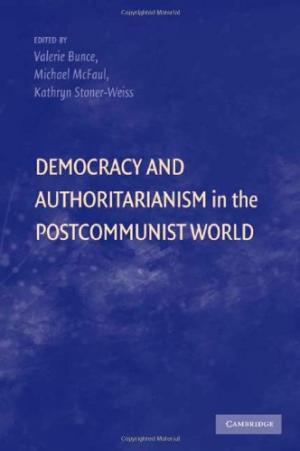 EDITED BY
Valerie Bunce
Michael McFaul,
Kathryn Stoner-Weiss
DEMOCRACY AND
AUTHORITARIANISM in the
POSTCOMMUNIST WORLD
CAMBRIDGE